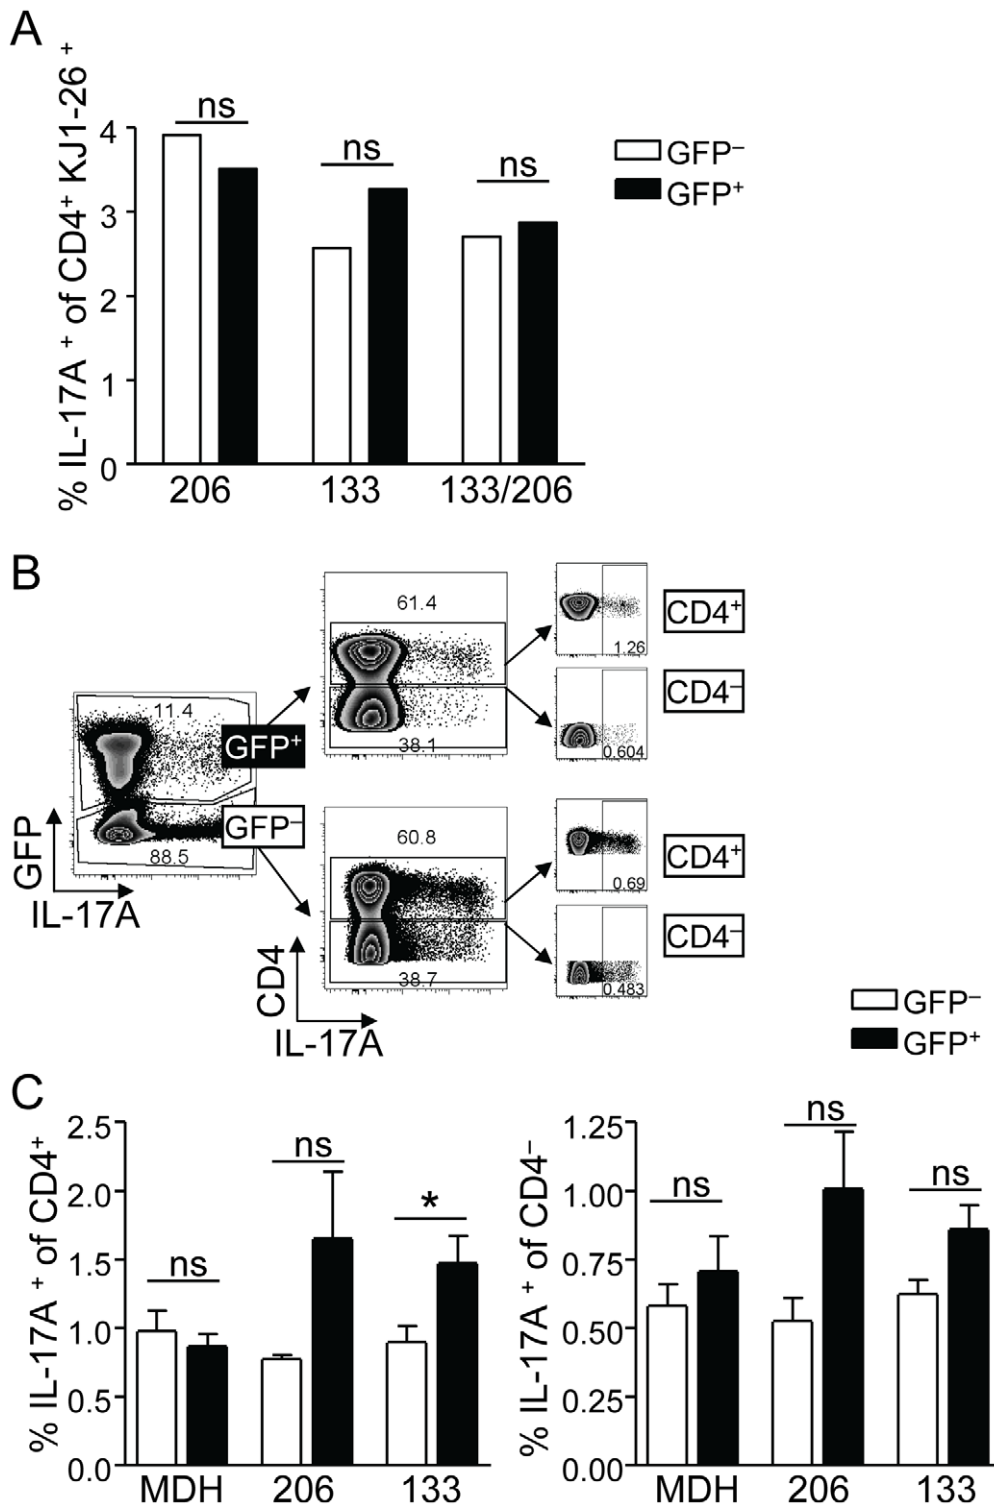 A
% IL-17A + of CD4+ KJ1-26 +
4
3
2
1
0
ns
ns
ns
206
133
133/206
GFP–
GFP+
B
11.4
GFP+
GFP–
88.5
GFP
IL-17A
61.4
38.1
1.26
CD4+
0.604
CD4–
60.8
38.7
0.69
CD4+
0.483
CD4–
CD4
IL-17A
GFP–
GFP+
C
% IL-17A + of CD4+
2.5
2.0
1.5
1.0
0.5
0.0
ns
ns
*
MDH
206
133
% IL-17A + of CD4–
1.25
1.00
0.75
0.50
0.25
0.00
ns
ns
ns
MDH
206
133